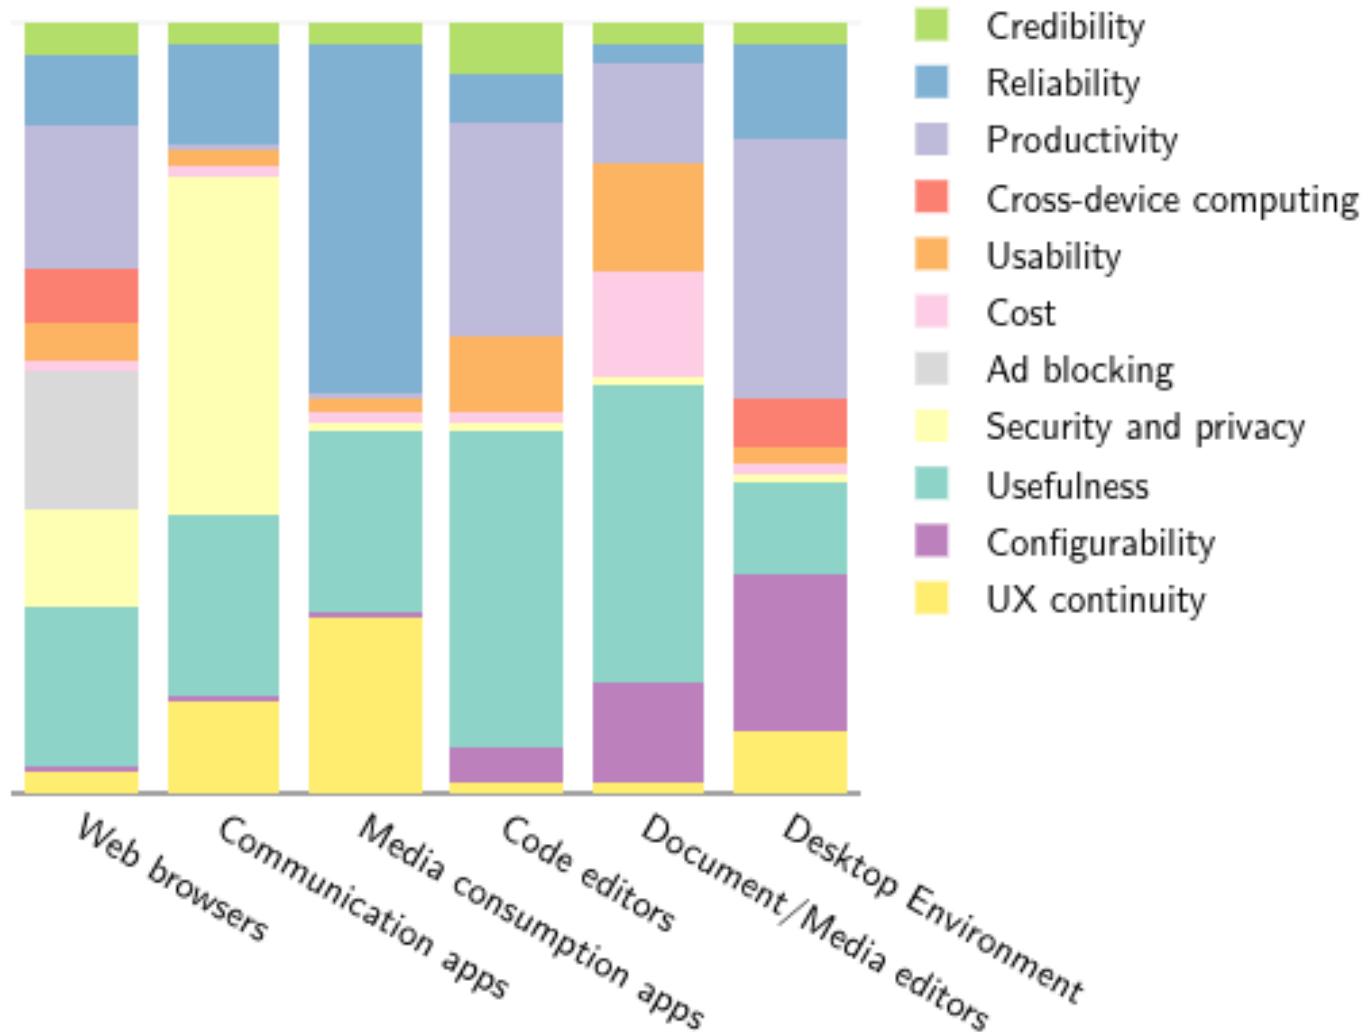 Credibility
Reliability
Productivity
Cross-device computing
Usability
Cost
Ad blocking
Security and privacy
Usefulness
Configurability
UX continuity
Web browsers
Communication apps
Media consumption apps
Code editors
Document/Media editors
Desktop Environment